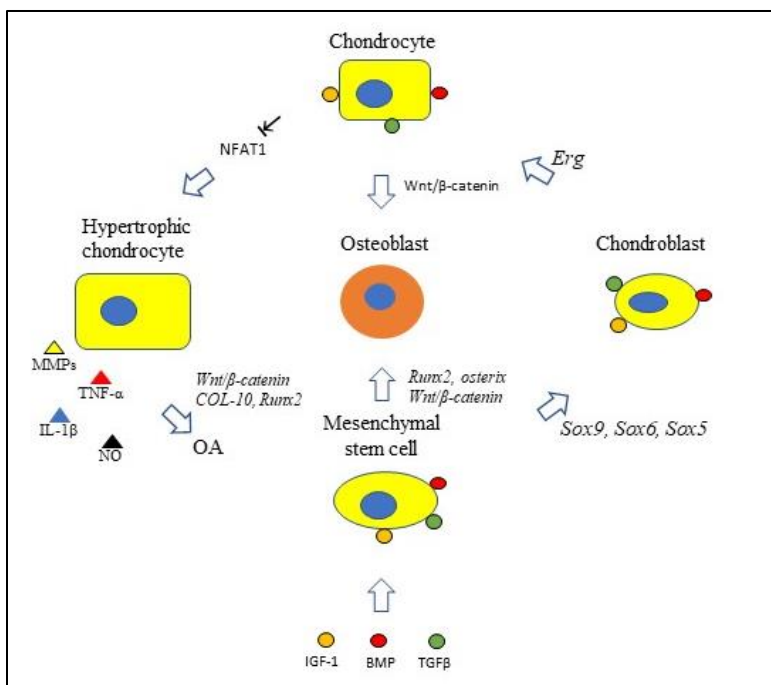 Chondrocyte
NFAT1
Wnt/β-catenin
Erg
Hypertrophic
chondrocyte
Osteoblast
Chondroblast
MMPs
TNF-α
IL-1β
NO
Wnt/β-catenin
COL-10, Runx2
OA
Runx2, osterix
Wnt/β-catenin
Sox9, Sox6, Sox5
Mesenchymal
stem cell
IGF-1
BMP
TGFβ